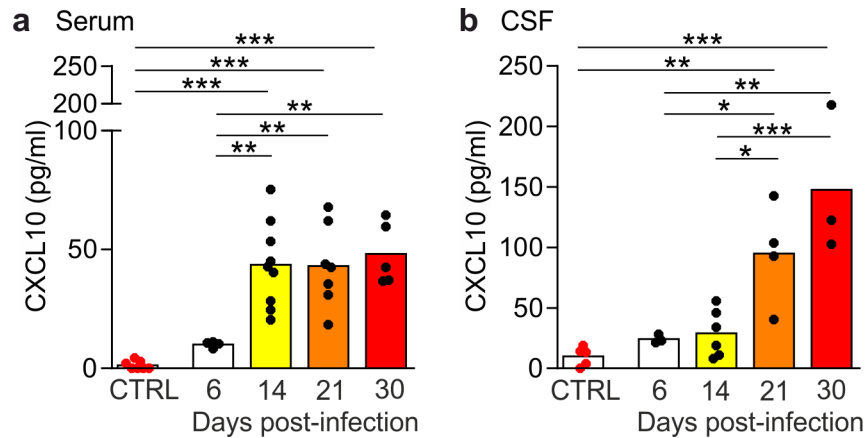 a Serum
CXCL10 (pg/ml)
250
200
100
50
0
***
***
***
**
**
**
CTRL 6 14 21 30
Days post-infection
b CSF
CXCL10 (pg/ml)
250
200
150
100
50
0
***
**
**
*
***
*
CTRL 6 14 21 30
Days post-infection